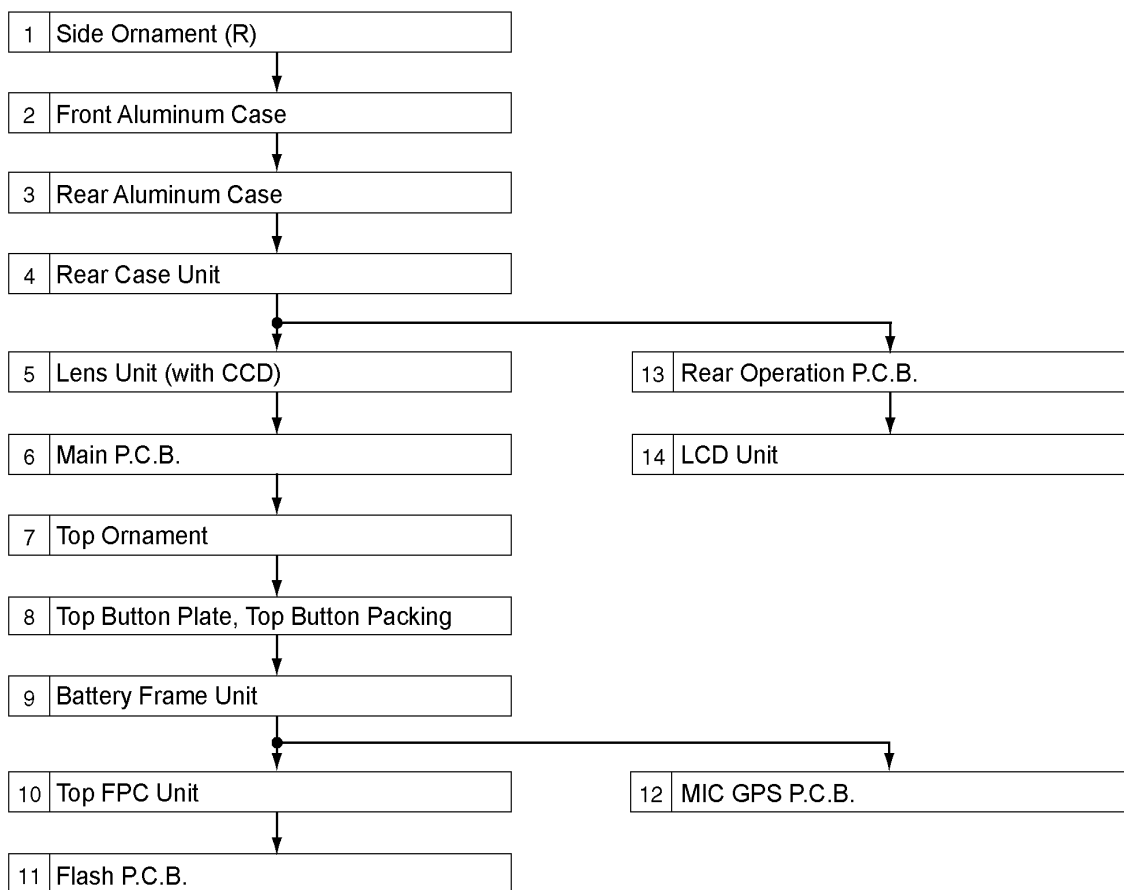 1 Side Ornament (R)
2 Front Aluminum Case
3 Rear Aluminum Case
4 Rear Case Unit
5 Lens Unit (with CCD)
13 Rear Operation P.C.B.
6 Main P.C.B.
14 LCD Unit
7 Top Ornament
8 Top Button Plate, Top Button Packing
9 Battery Frame Unit
10 Top FPC Unit
12 MIC GPS P.C.B.
11 Flash P.C.B.